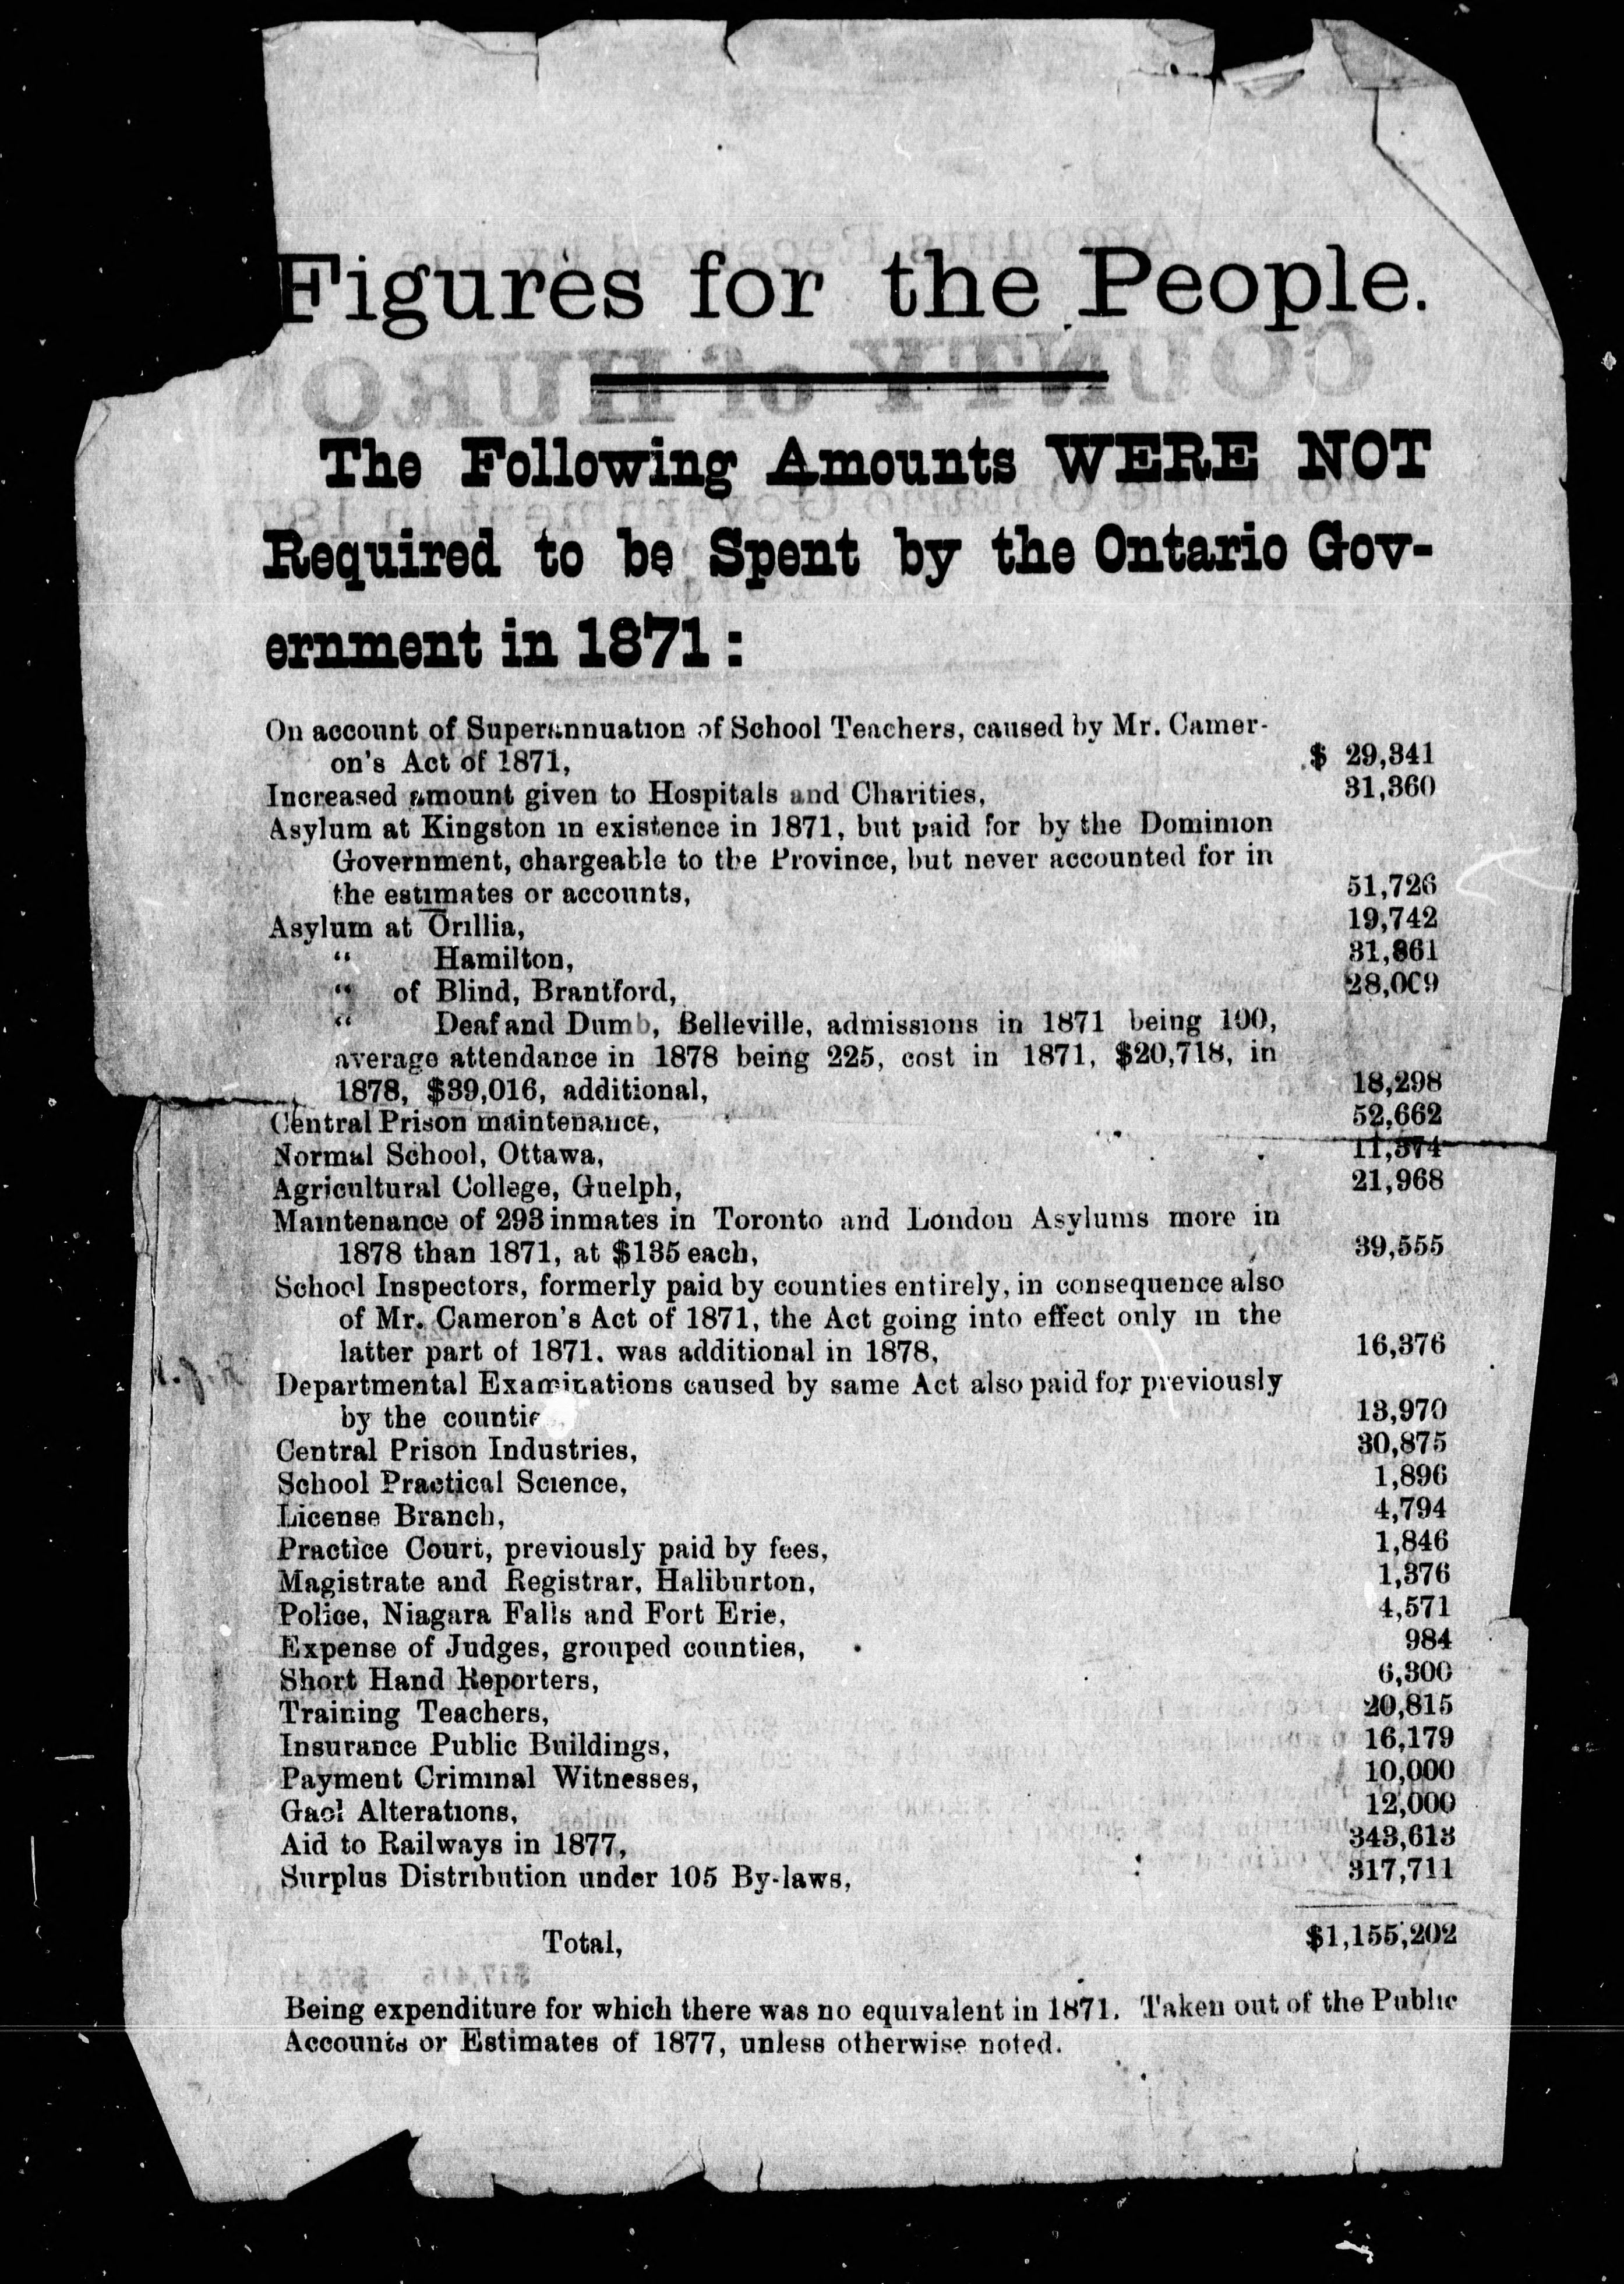 Figures for the People.
The Following Amounts WERE NOT
Required to be Spent by the Ontario Gov-
ernment in 1871:
On account of Superannuation of School Teachers, caused by Mr. Camer-
on's Act of 1871, $ 29,341
Increased amount given to Hospitals and Charities, 31,360
Asylum at Kingston in existence in 1871, but paid for by the Dominion
Government, chargeable to the Province, but never accounted for in
the estimates or accounts, 51,726
Asylum at Orillia, 19,742
" Hamilton, 31,861
" of Blind, Brantford, 28,009
" Deaf and Dumb, Belleville, admissions in 1871 being 100,
average attendance in 1878 being 225, cost in 1871, $20,718, in
1878, $39,016, additional, 18,298
Central Prison maintenance, 52,662
Normal School, Ottawa, 11,374
Agricultural College, Guelph, 21,968
Maintenance of 293 inmates in Toronto and London Asylums more in
1878 than 1871, at $135 each, 39,555
School Inspectors, formerly paid by counties entirely, in consequence also
of Mr. Cameron's Act of 1871, the Act going into effect only in the
latter part of 1871, was additional in 1878, 16,376
Departmental Examinations caused by same Act also paid for previously
by the counties, 13,970
Central Prison Industries, 30,875
School Practical Science, 1,896
License Branch, 4,794
Practice Court, previously paid by fees, 1,846
Magistrate and Registrar, Haliburton, 1,376
Police, Niagara Falls and Fort Erie, 4,571
Expense of Judges, grouped counties, 984
Short Hand Reporters, 6,300
Training Teachers, 20,815
Insurance Public Buildings, 16,179
Payment Criminal Witnesses, 10,000
Gaol Alterations, 12,000
Aid to Railways in 1877, 343,613
Surplus Distribution under 105 By-laws, 317,711
Total, $1,155,202
Being expenditure for which there was no equivalent in 1871. Taken out of the Public
Accounts or Estimates of 1877, unless otherwise noted.